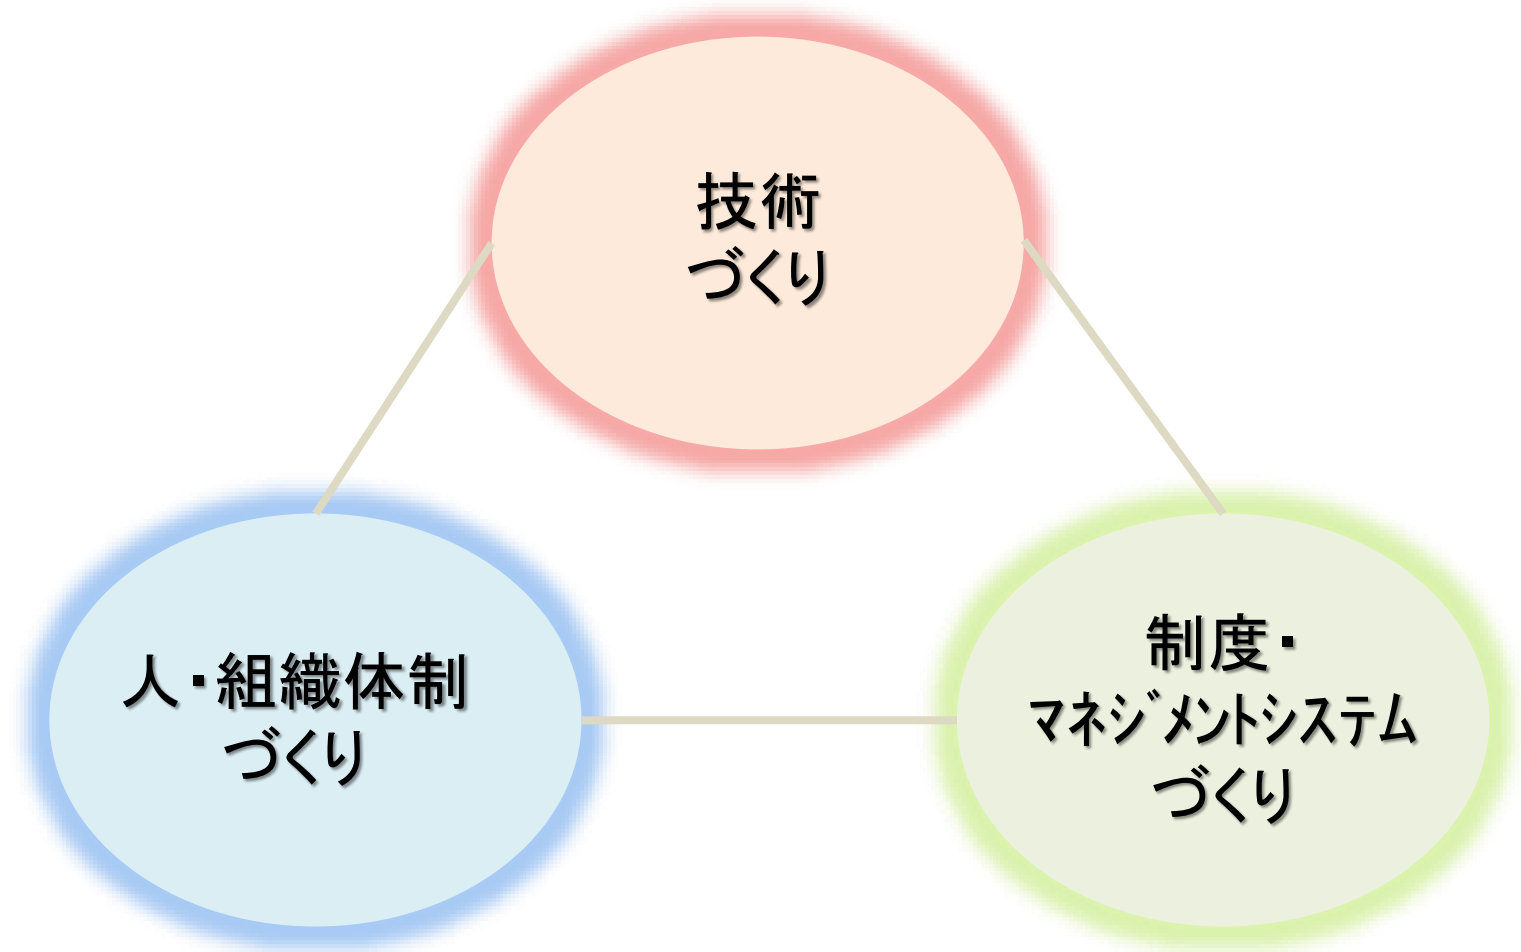 技術
づくり
人・組織体制
づくり
制度・
ﾏﾈｼﾞﾒﾝﾄｼｽﾃﾑ
づくり